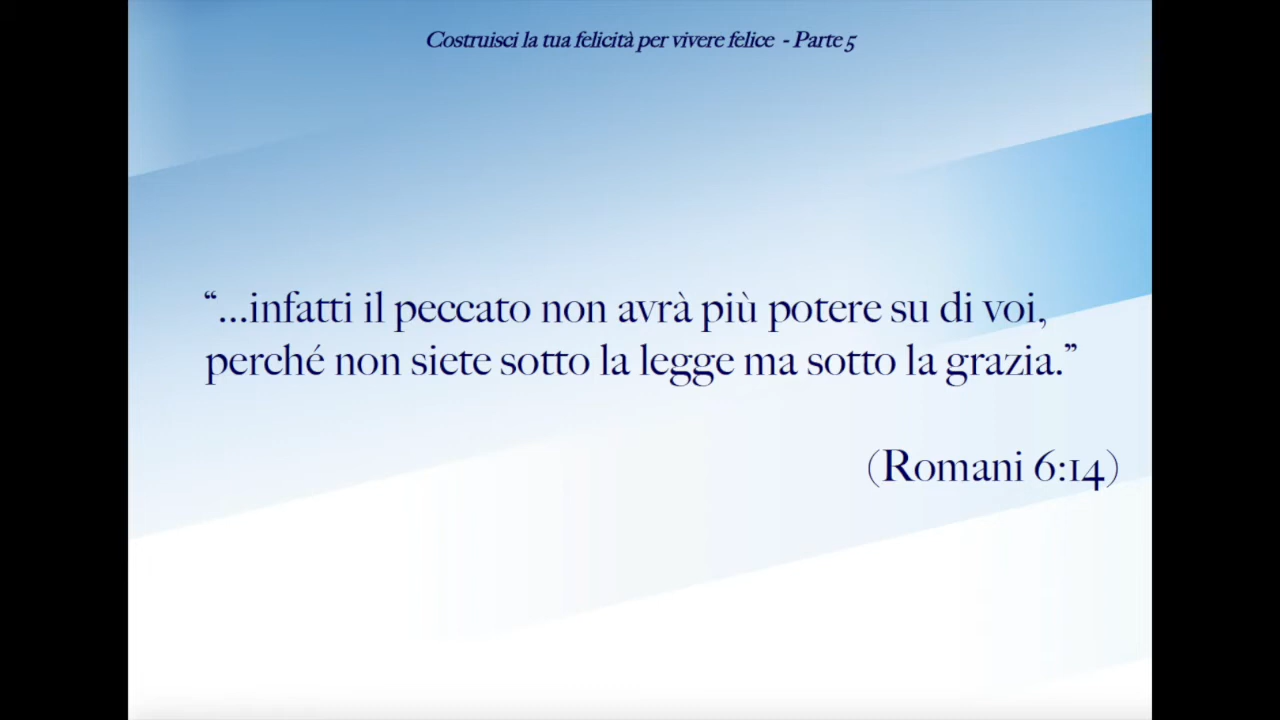 Costruisci la tua felicità per vivere felice - Parte 5
“...infatti il peccato non avrà più potere su di voi,
perché non siete sotto la legge ma sotto la grazia.”
(Romani 6:14)